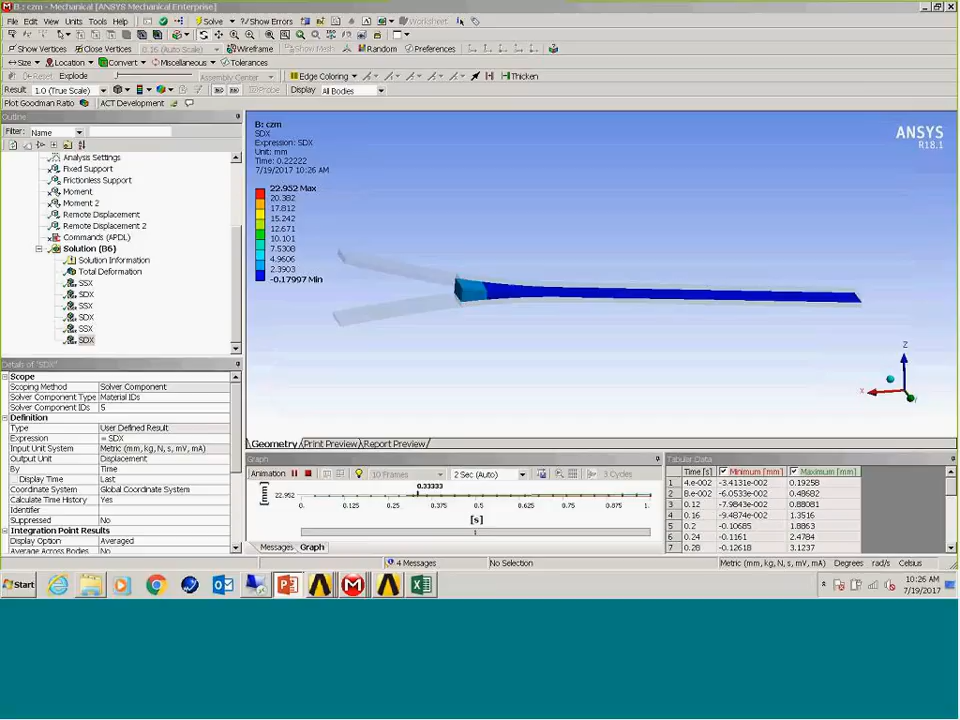 B : czm - Mechanical [ANSYS Mechanical Enterprise]
File Edit View Units Tools Help Solve ?/Show Errors Worksheet
Show Vertices Close Vertices 0.16 (Auto Scale) Wireframe Show Mesh Random Preferences
Size Location Convert Miscellaneous Tolerances
Reset Explode Assembly Center Edge Coloring Thicken
Result 1.0 (True Scale) Probe Display All Bodies
Plot Goodman Ratio ACT Development
Outline
Filter: Name
Analysis Settings
Fixed Support
Frictionless Support
Moment
Moment 2
Remote Displacement
Remote Displacement 2
Commands (APDL)
Solution (B6)
Solution Information
Total Deformation
SSX
SDX
SSX
SDX
SSX
SDX
Details of "SDX"
Scope
Scoping Method Solver Component
Solver Component Type Material IDs
Solver Component IDs 5
Definition
Type User Defined Result
Expression = SDX
Input Unit System Metric (mm, kg, N, s, mV, mA)
Output Unit Displacement
By Time
Display Time Last
Coordinate System Global Coordinate System
Calculate Time History Yes
Identifier
Suppressed No
Integration Point Results
Display Option Averaged
Average Across Bodies No
B: czm
SDX
Expression: SDX
Unit: mm
Time: 0.22222
7/19/2017 10:26 AM
22.952 Max
20.382
17.812
15.242
12.671
10.101
7.5308
4.9606
2.3903
-0.17997 Min
ANSYS
R18.1
Z
X
Y
Geometry Print Preview Report Preview
Graph
Animation 10 Frames 2 Sec (Auto) 3 Cycles
[mm]
22.952
0.33333
0. 0.125 0.25 0.375 0.5 0.625 0.75 0.875 1.
[s]
Messages Graph
Tabular Data
Time [s] Minimum [mm] Maximum [mm]
1 4.e-002 -3.4131e-002 0.19258
2 8.e-002 -6.0533e-002 0.48682
3 0.12 -7.9843e-002 0.88081
4 0.16 -9.4874e-002 1.3516
5 0.2 -0.10685 1.8863
6 0.24 -0.1161 2.4784
7 0.28 -0.12618 3.1237
4 Messages No Selection Metric (mm, kg, N, s, mV, mA) Degrees rad/s Celsius
Start
10:26 AM
7/19/2017